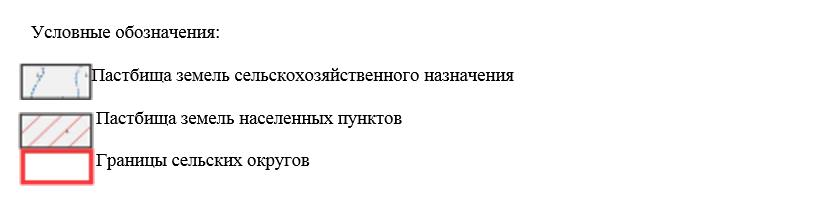 Условные обозначения:
Пастбища земель сельскохозяйственного назначения
Пастбища земель населенных пунктов
Границы сельских округов